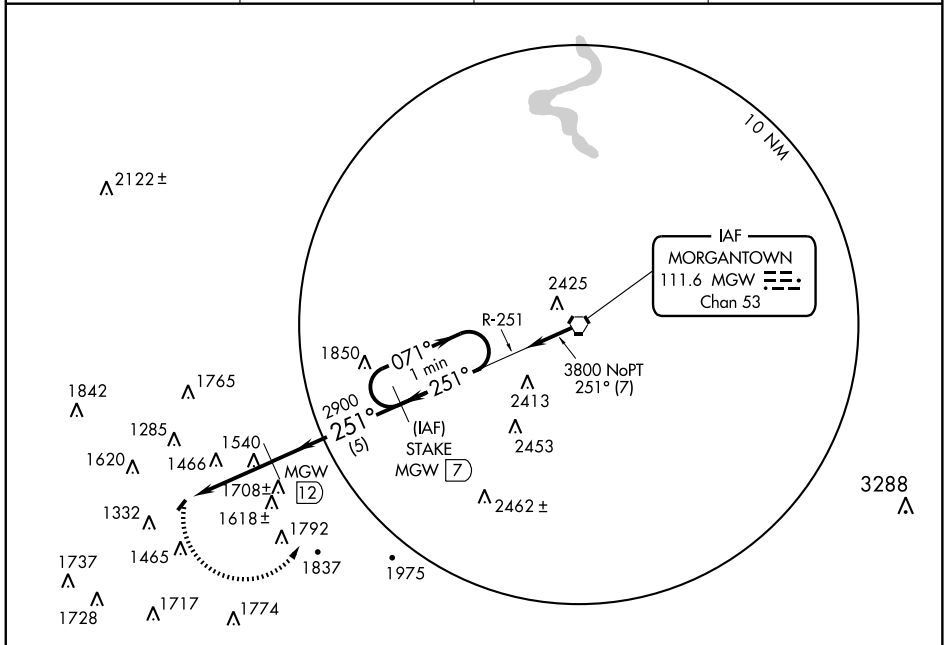 10 NM
2122 ±
IAF
MORGANTOWN
111.6 MGW
Chan 53
2425
R-251
1850
071°
1 min
251°
3800 NoPT
251° (7)
1765
1842
2900
251°
(5)
2413
(IAF)
STAKE
MGW 7
2453
1285
1540
1620
1466
MGW
12
1708±
1618±
2462 ±
3288
1332
1792
1465
1837
1975
1737
1728
1717
1774